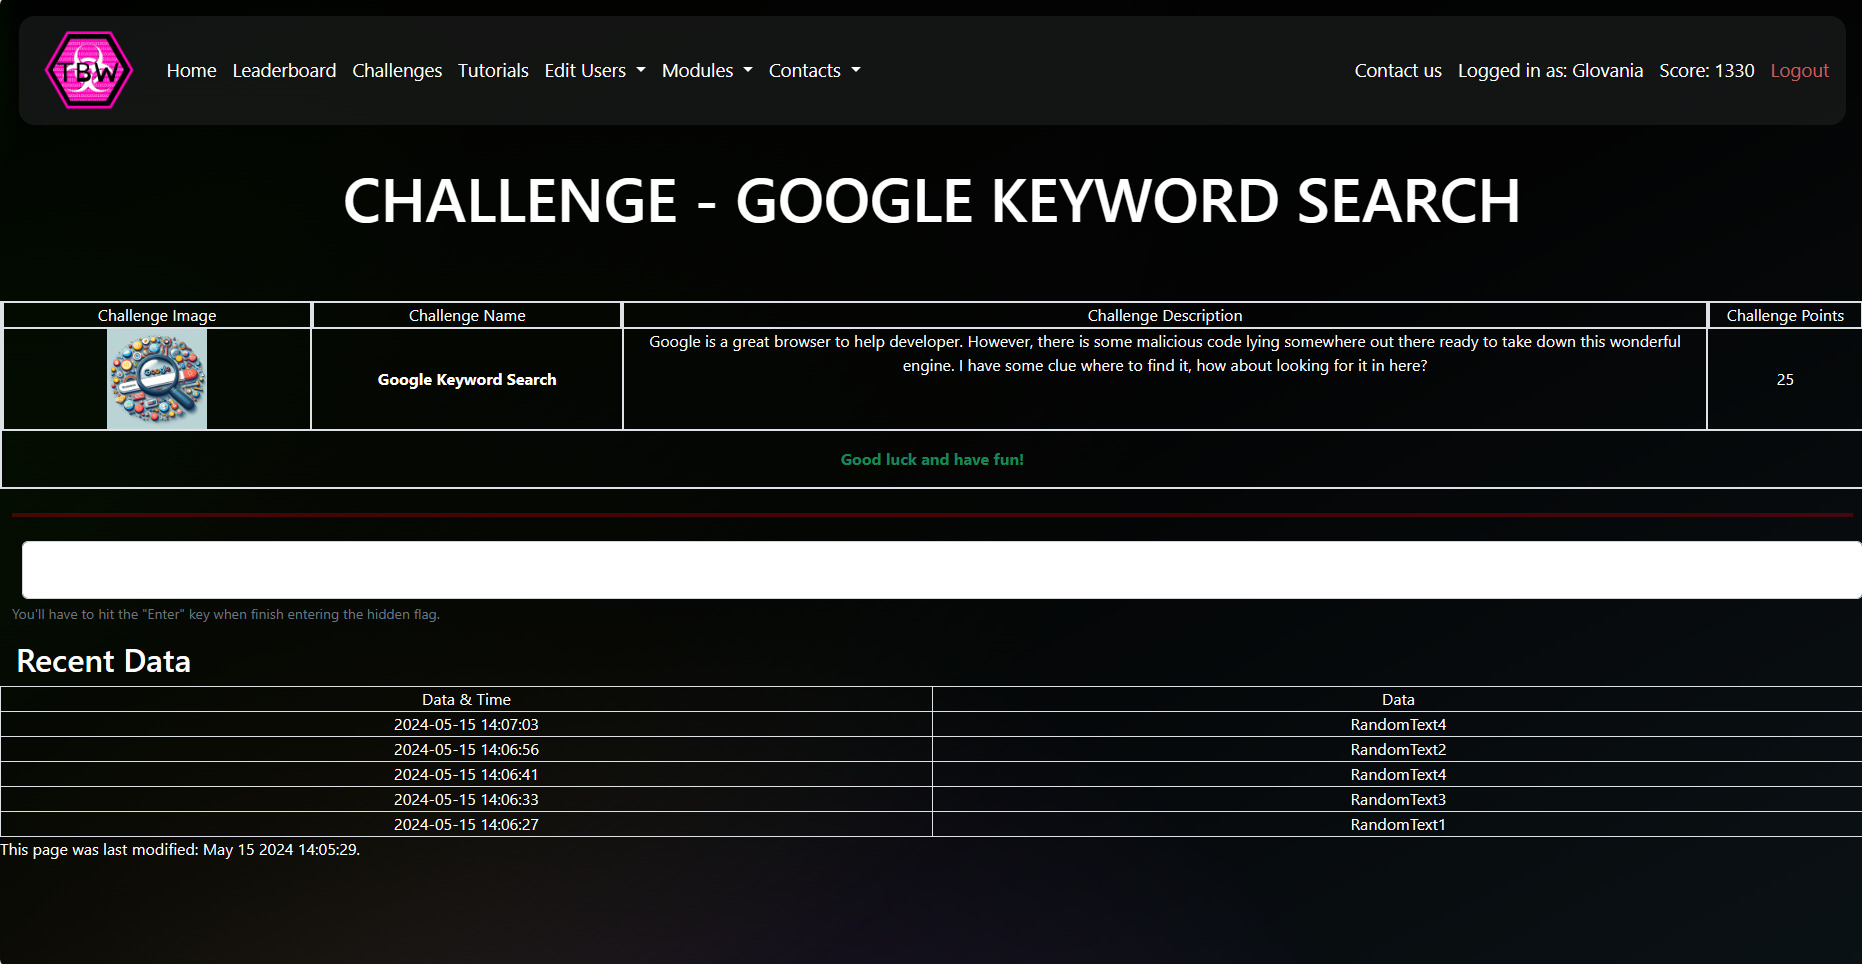 TBW
Home Leaderboard Challenges Tutorials Edit Users Modules Contacts Contact us Logged in as: Glovania Score: 1330 Logout
CHALLENGE - GOOGLE KEYWORD SEARCH
Challenge Image Challenge Name Challenge Description Challenge Points
Google
Google Keyword Search
Google is a great browser to help developer. However, there is some malicious code lying somewhere out there ready to take down this wonderful
engine. I have some clue where to find it, how about looking for it in here?
25
Good luck and have fun!
You'll have to hit the "Enter" key when finish entering the hidden flag.
Recent Data
Data & Time Data
2024-05-15 14:07:03 RandomText4
2024-05-15 14:06:56 RandomText2
2024-05-15 14:06:41 RandomText4
2024-05-15 14:06:33 RandomText3
2024-05-15 14:06:27 RandomText1
This page was last modified: May 15 2024 14:05:29.